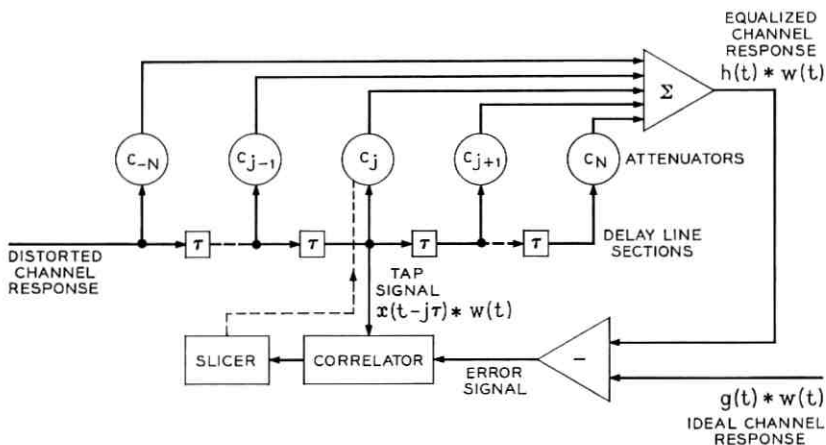 EQUALIZED
CHANNEL
RESPONSE
h(t) * w(t)
Σ
C-N
Cj-1
Cj
Cj+1
CN
ATTENUATORS
τ
τ
τ
τ
DELAY LINE
SECTIONS
DISTORTED
CHANNEL
RESPONSE
TAP
SIGNAL
x(t-jτ) * w(t)
SLICER
CORRELATOR
ERROR
SIGNAL
−
g(t) * w(t)
IDEAL CHANNEL
RESPONSE